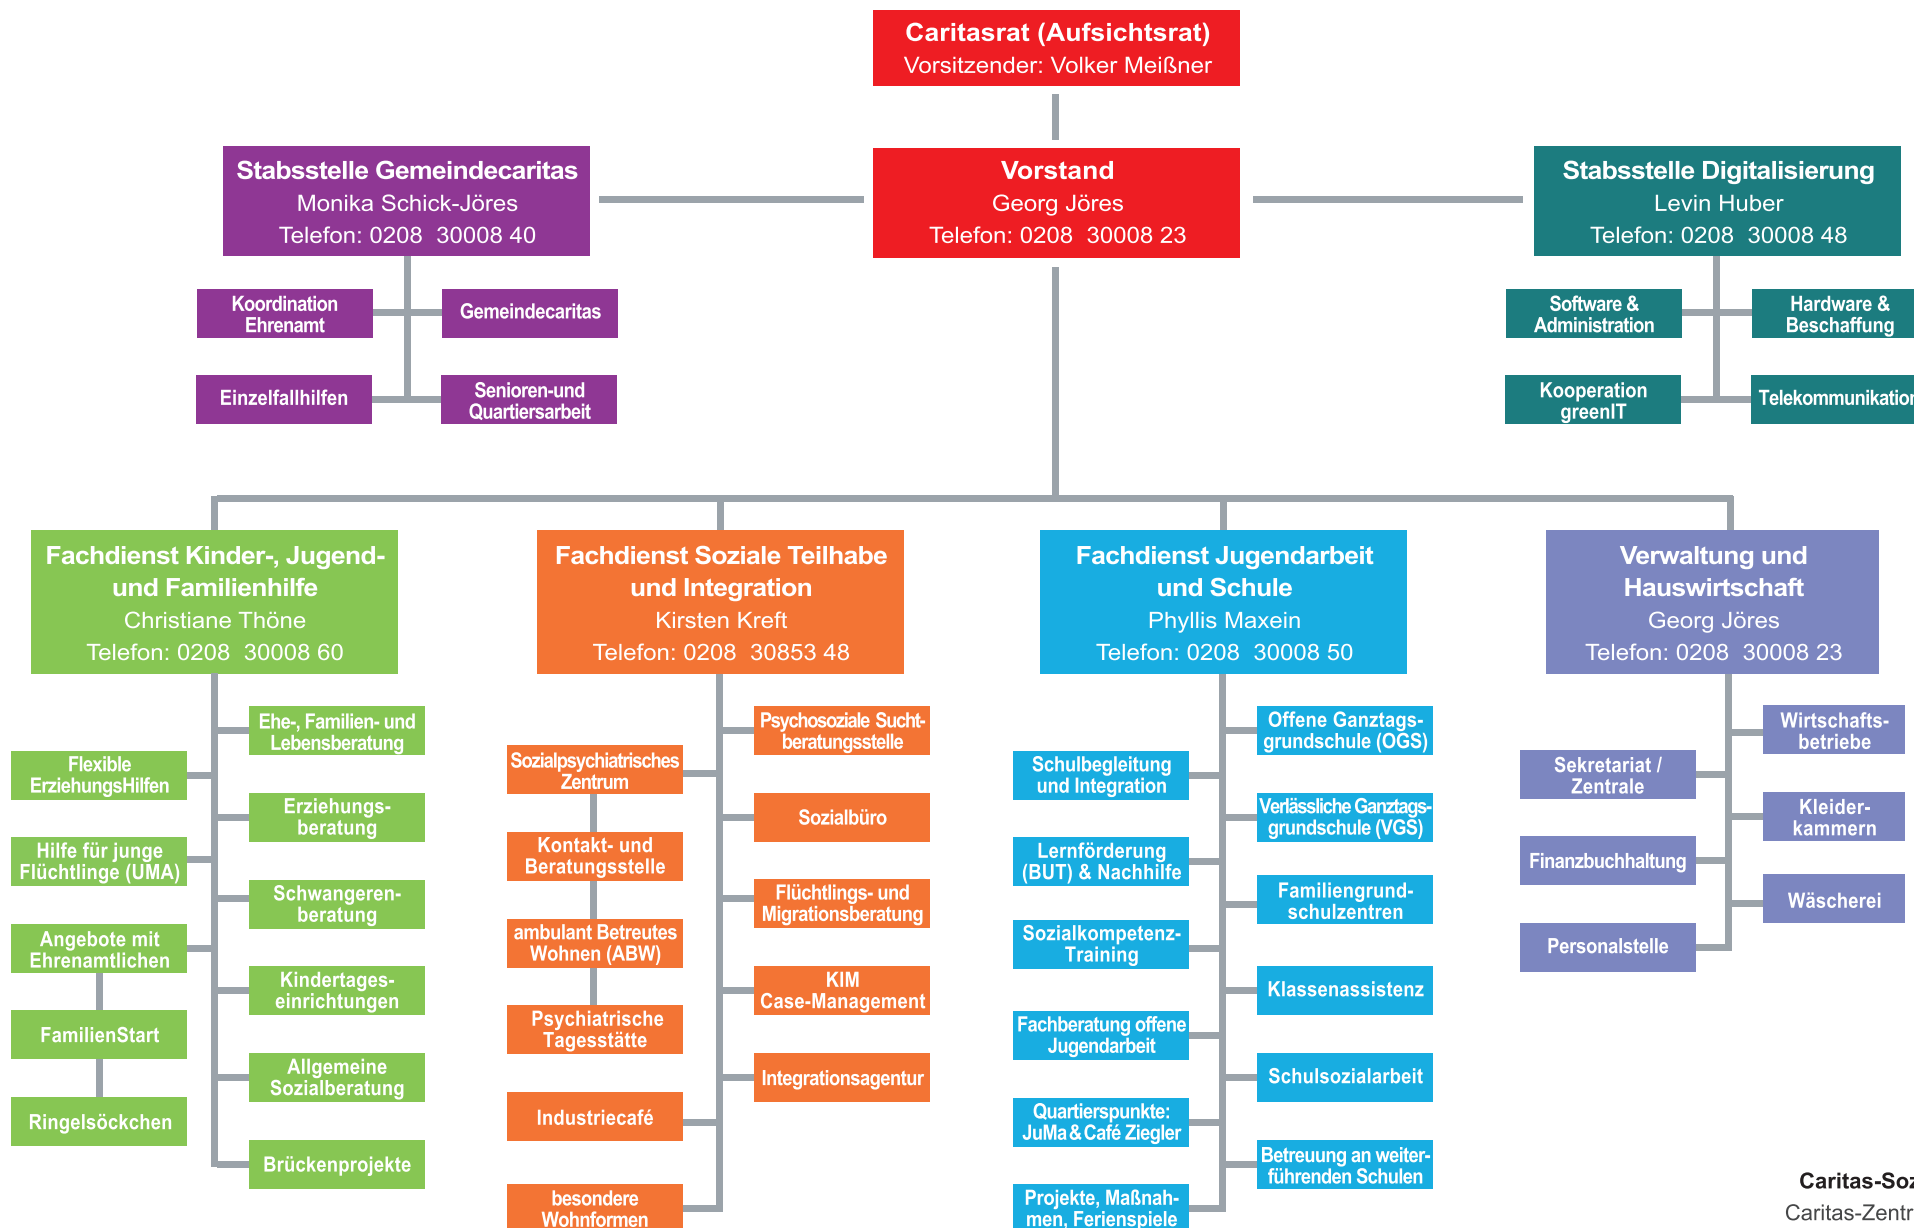 Caritasrat (Aufsichtsrat)
Vorsitzender: Volker Meißner
Stabsstelle Gemeindecaritas
Monika Schick-Jöres
Telefon: 0208 30008 40
Vorstand
Georg Jöres
Telefon: 0208 30008 23
Stabsstelle Digitalisierung
Levin Huber
Telefon: 0208 30008 48
Koordination
Ehrenamt
Gemeindecaritas
Einzelfallhilfen
Senioren-und
Quartiersarbeit
Software &
Administration
Hardware &
Beschaffung
Kooperation
greenIT
Telekommunikation
Fachdienst Kinder-, Jugend-
und Familienhilfe
Christiane Thöne
Telefon: 0208 30008 60
Ehe-, Familien- und
Lebensberatung
Flexible
ErziehungsHilfen
Erziehungs-
beratung
Hilfe für junge
Flüchtlinge (UMA)
Schwangeren-
beratung
Angebote mit
Ehrenamtlichen
Kindertages-
einrichtungen
FamilienStart
Allgemeine
Sozialberatung
Ringelsöckchen
Brückenprojekte
Fachdienst Soziale Teilhabe
und Integration
Kirsten Kreft
Telefon: 0208 30853 48
Psychosoziale Sucht-
beratungsstelle
Sozialpsychiatrisches
Zentrum
Sozialbüro
Kontakt- und
Beratungsstelle
Flüchtlings- und
Migrationsberatung
ambulant Betreutes
Wohnen (ABW)
KIM
Case-Management
Psychiatrische
Tagesstätte
Integrationsagentur
Industriecafé
besondere
Wohnformen
Fachdienst Jugendarbeit
und Schule
Phyllis Maxein
Telefon: 0208 30008 50
Offene Ganztags-
grundschule (OGS)
Schulbegleitung
und Integration
Verlässliche Ganztags-
grundschule (VGS)
Lernförderung
(BUT) & Nachhilfe
Familiengrund-
schulzentren
Sozialkompetenz-
Training
Klassenassistenz
Fachberatung offene
Jugendarbeit
Schulsozialarbeit
Quartierspunkte:
JuMa & Café Ziegler
Betreuung an weiter-
führenden Schulen
Projekte, Maßnah-
men, Ferienspiele
Verwaltung und
Hauswirtschaft
Georg Jöres
Telefon: 0208 30008 23
Wirtschafts-
betriebe
Sekretariat /
Zentrale
Kleider-
kammern
Finanzbuchhaltung
Wäscherei
Personalstelle
Caritas-Soz
Caritas-Zentr